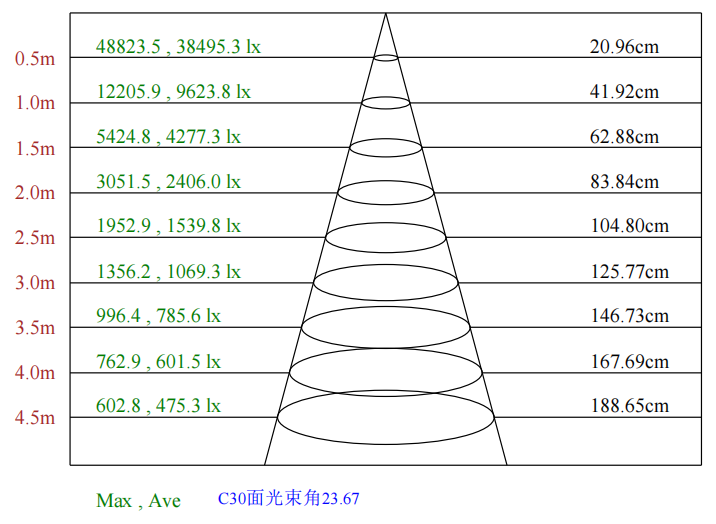 48823.5 , 38495.3 lx 20.96cm
0.5m
12205.9 , 9623.8 lx 41.92cm
1.0m
5424.8 , 4277.3 lx 62.88cm
1.5m
3051.5 , 2406.0 lx 83.84cm
2.0m
1952.9 , 1539.8 lx 104.80cm
2.5m
1356.2 , 1069.3 lx 125.77cm
3.0m
996.4 , 785.6 lx 146.73cm
3.5m
762.9 , 601.5 lx 167.69cm
4.0m
602.8 , 475.3 lx 188.65cm
4.5m
Max , Ave C30面光束角23.67